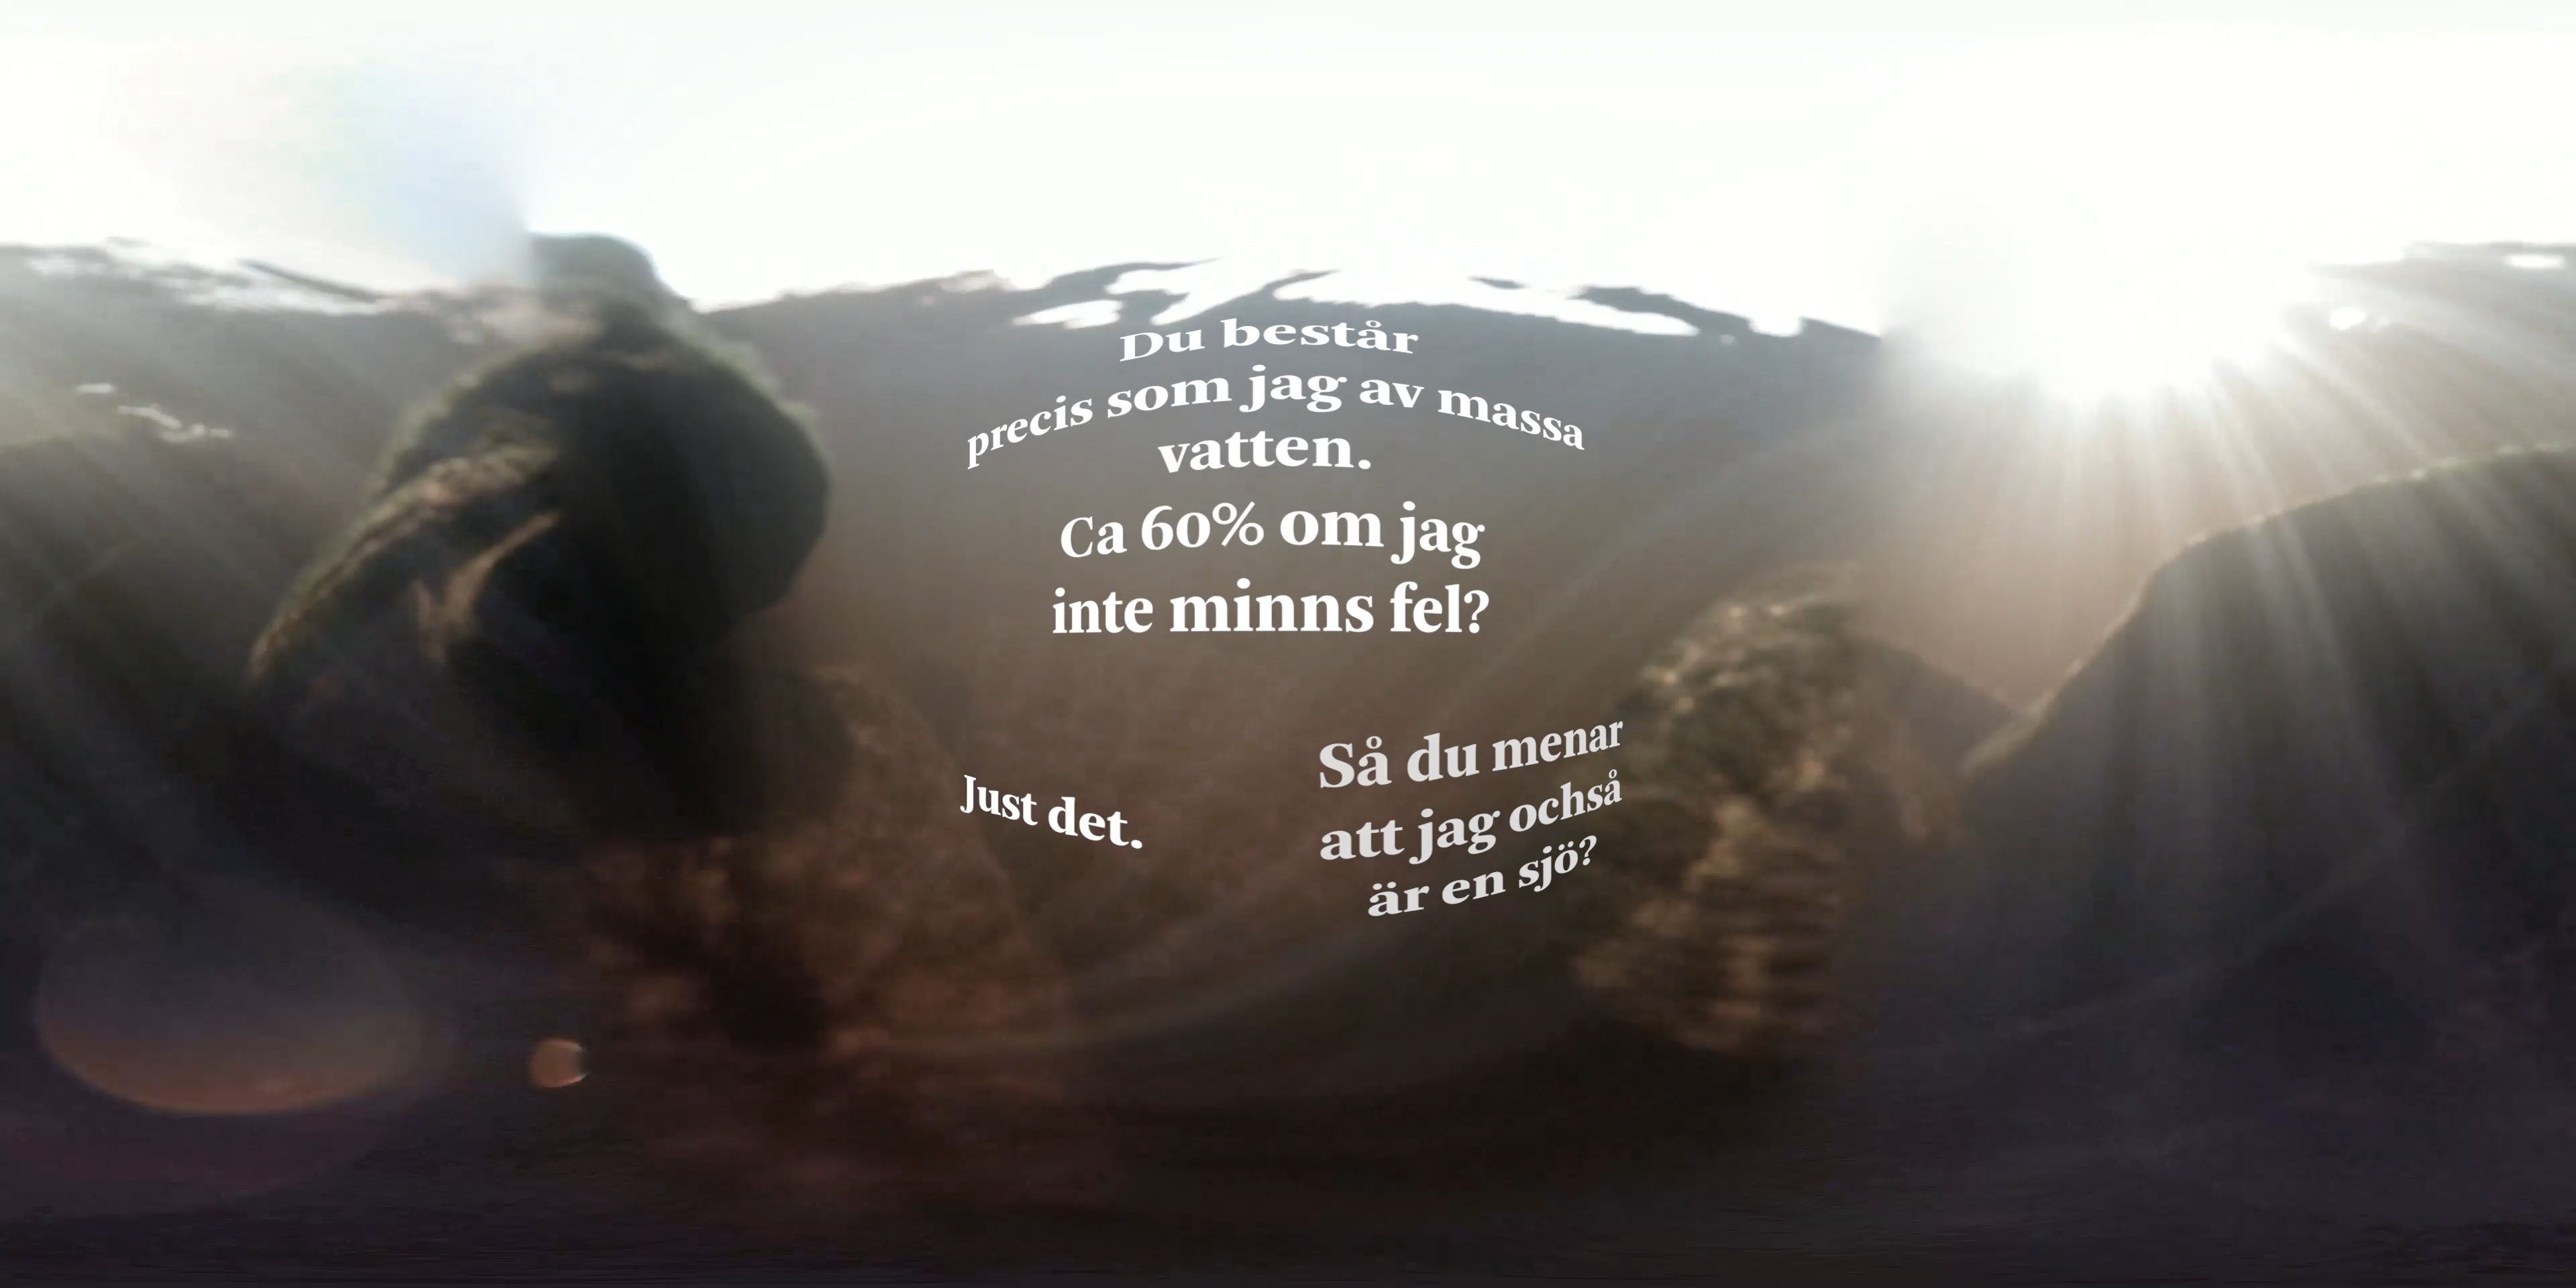 Du består
precis som jag av massa
vatten.
Ca 60% om jag
inte minns fel?
Så du menar
att jag ochså
är en sjö?
Just det.